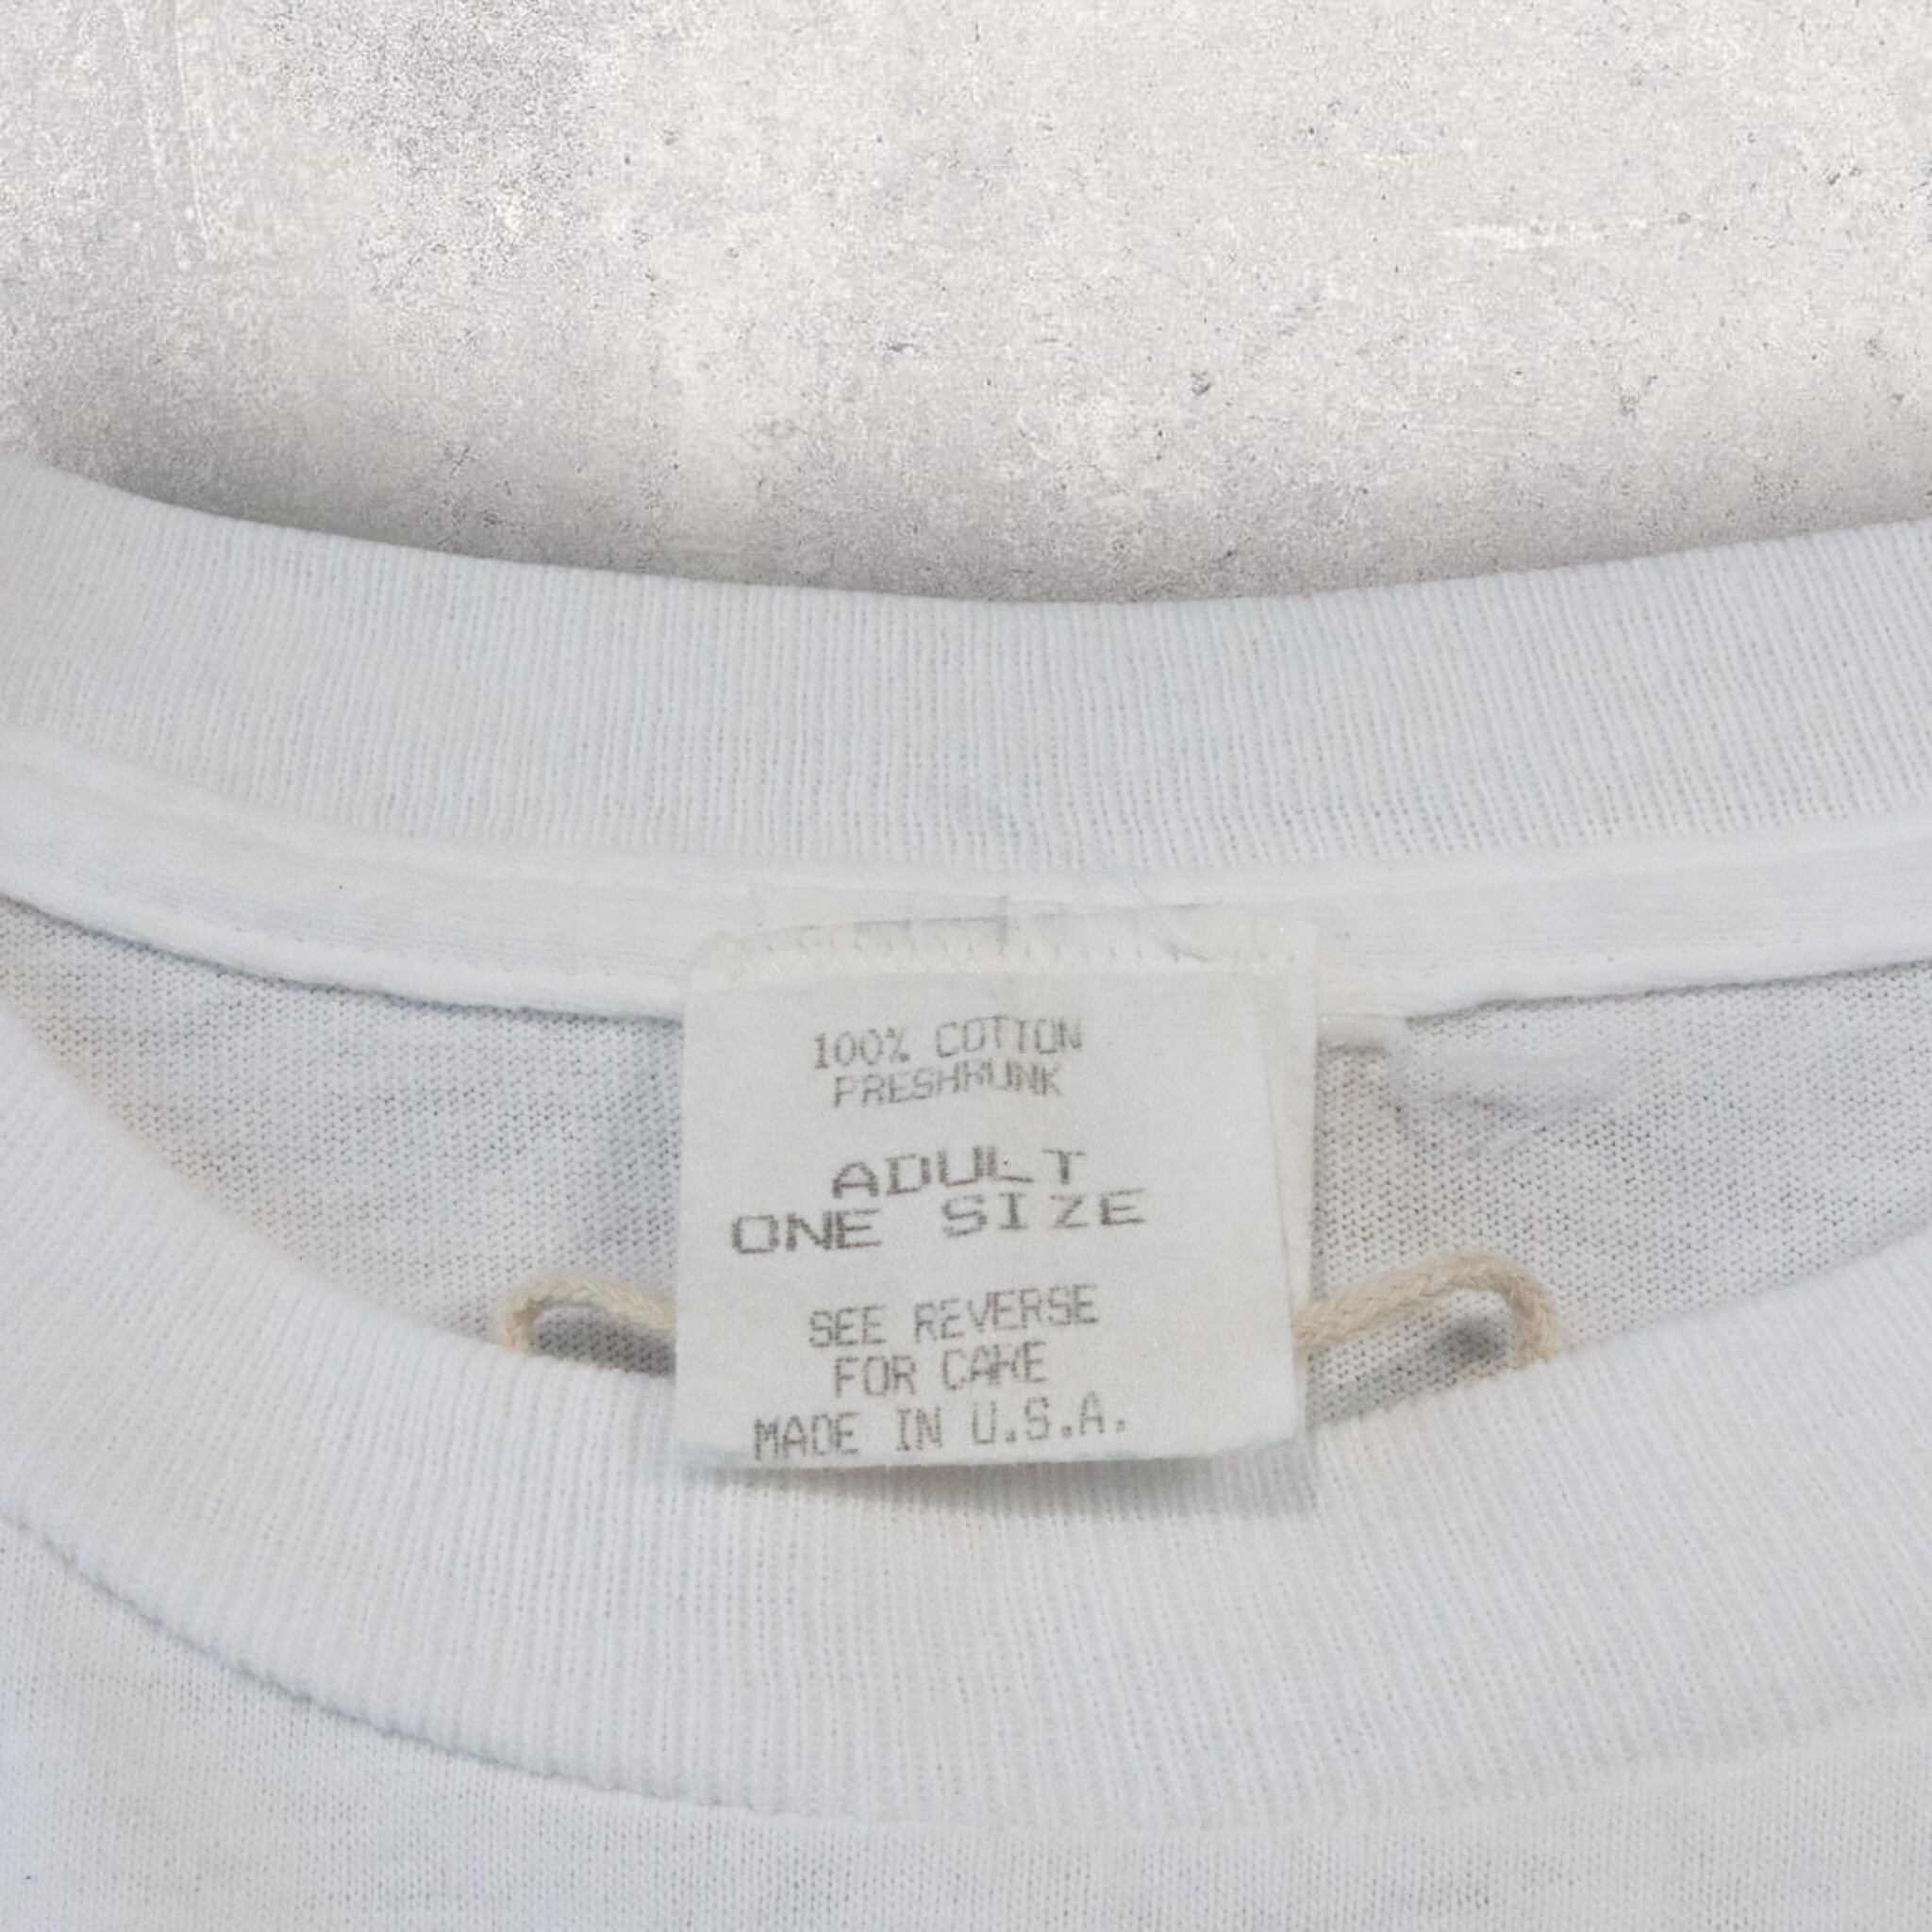 100% COTTON
PRESHRUNK
ADULT
ONE SIZE
SEE REVERSE
FOR CARE
MADE IN U.S.A.